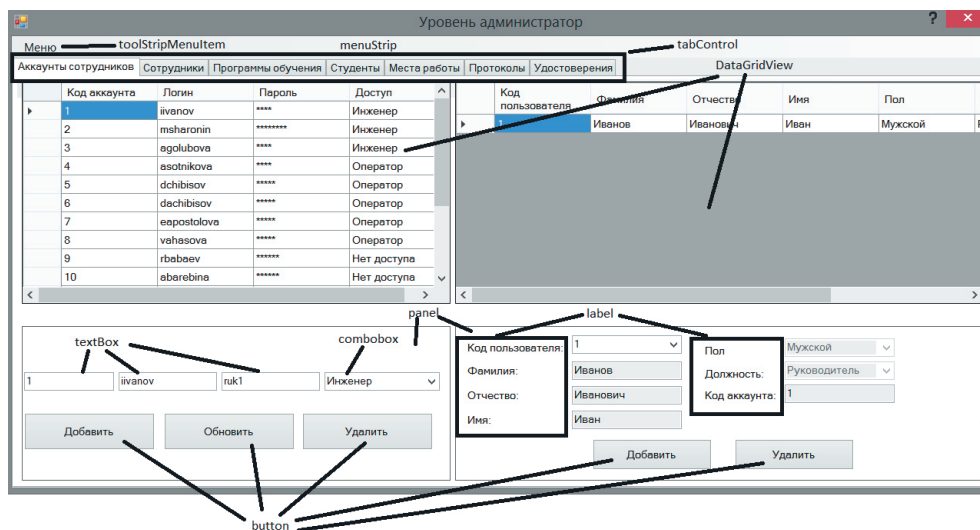 Уровень администратор
?
×
Меню
toolStripMenuItem
menuStrip
tabControl
Аккаунты сотрудников Сотрудники Программы обучения Студенты Места работы Протоколы Удостоверения
DataGridView
Код аккаунта Логин Пароль Доступ
1 iivanov **** Инженер
2 msharonin ******** Инженер
3 agolubova **** Инженер
4 asotnikova **** Оператор
5 dchibisov ***** Оператор
6 dachibisov ***** Оператор
7 eapostolova ***** Оператор
8 vahasova ***** Оператор
9 rbabaev ****** Нет доступа
10 abarebina ****** Нет доступа
Код
пользователя Фамилия Отчество Имя Пол
1 Иванов Иванович Иван Мужской
panel
label
textBox
combobox
1 iivanov ruk1 Инженер
Добавить Обновить Удалить
Код пользователя: 1
Фамилия: Иванов
Отчество: Иванович
Имя: Иван
Пол Мужской
Должность: Руководитель
Код аккаунта: 1
Добавить Удалить
button